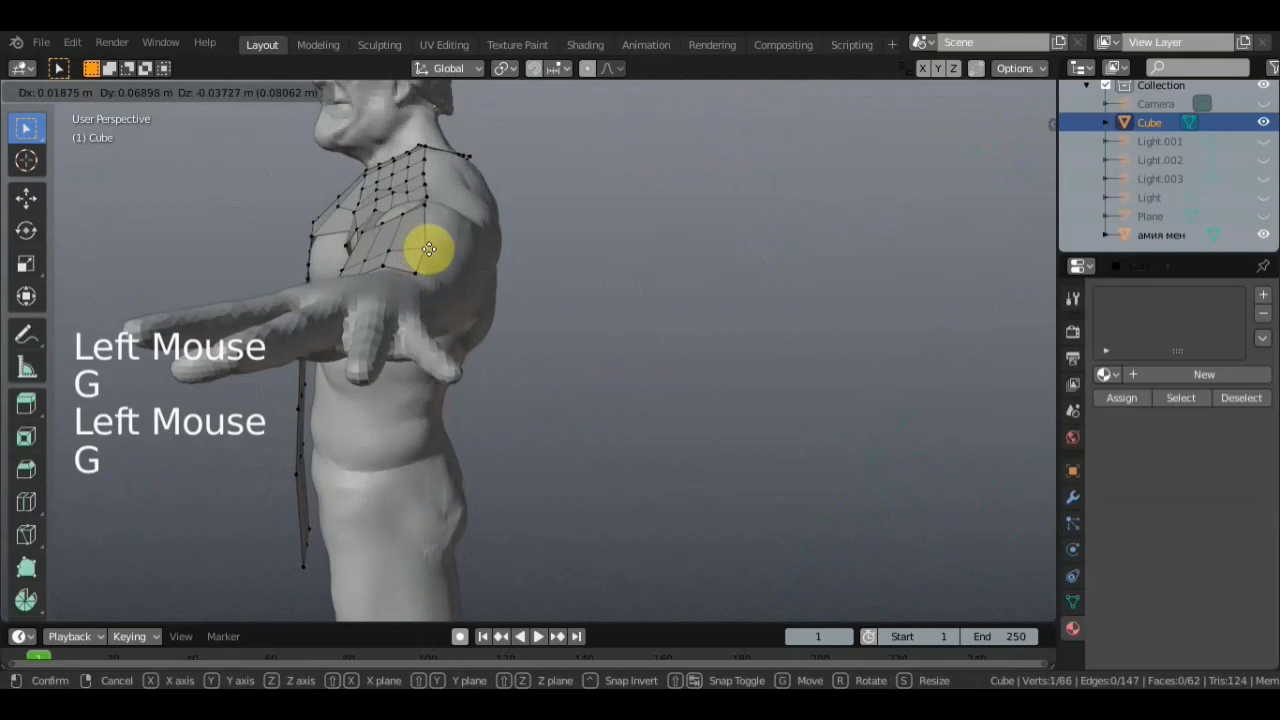 File Edit Render Window Help Layout Modeling Sculpting UV Editing Texture Paint Shading Animation Rendering Compositing Scripting + Scene View Layer
Global X Y Z Options
Dx: 0.01875 m Dy: 0.06898 m Dz: -0.03727 m (0.08062 m)
User Perspective
(1) Cube
Collection
Camera
Cube
Light.001
Light.002
Light.003
Light
Plane
амия мен
Left Mouse
G
Left Mouse
G
New
Assign Select Deselect
Playback Keying View Marker 1 Start 1 End 250
1
Confirm Cancel X X axis Y Y axis Z Z axis X X plane Y Y plane Z Z plane Snap Invert Snap Toggle G Move R Rotate S Resize Cube | Verts:1/86 | Edges:0/147 | Faces:0/62 | Tris:124 | Mem